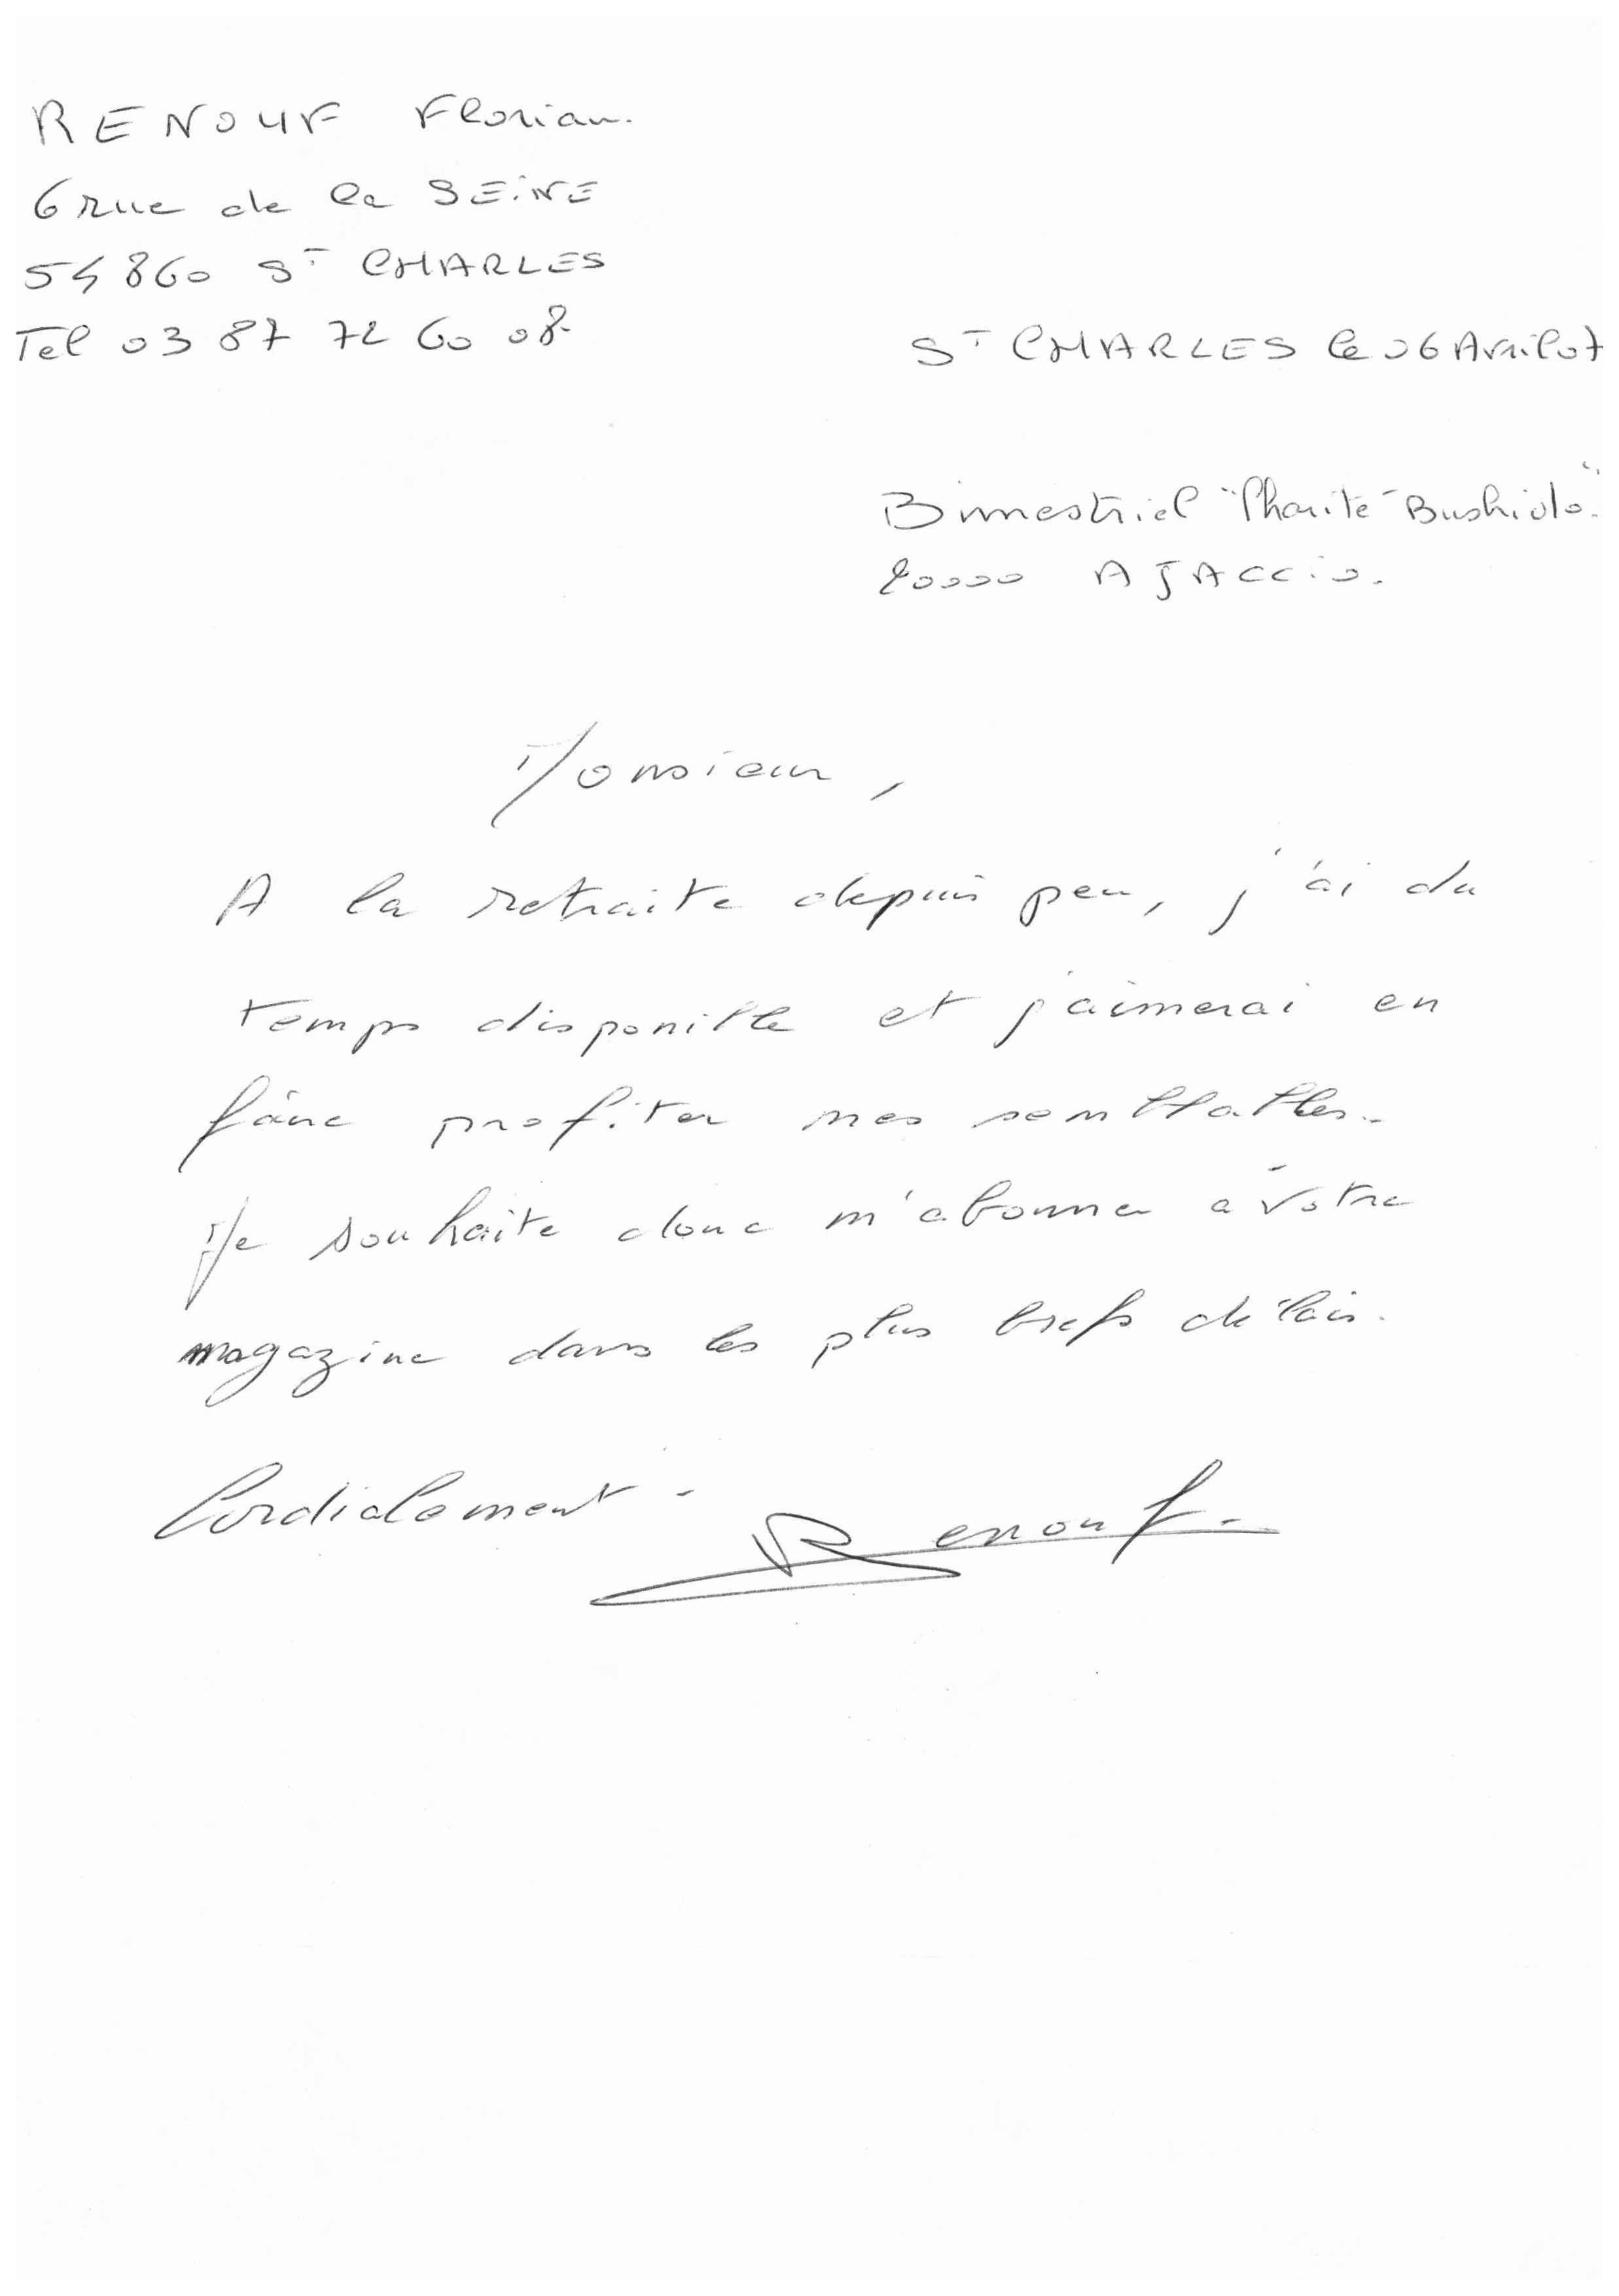 RENOUF Florian.
6 rue de la SEINE
54860 ST CHARLES
Tel 03 87 72 60 08
ST CHARLES le 06 Avril 07
Bimestriel "Charité-Bushido".
20000 AJACCIO.
Monsieur,
A la retraite depuis peu, j'ai du
temps disponible et j'aimerai en
faire profiter mes semblables.
Je souhaite donc m'abonner à votre
magazine dans les plus brefs délais.
Cordialement.
Renouf.